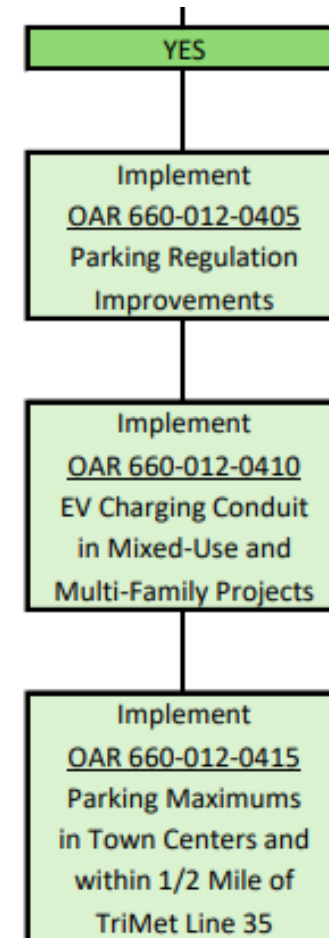 YES
Implement
OAR 660-012-0405
Parking Regulation
Improvements
Implement
OAR 660-012-0410
EV Charging Conduit
in Mixed-Use and
Multi-Family Projects
Implement
OAR 660-012-0415
Parking Maximums
in Town Centers and
within 1/2 Mile of
TriMet Line 35